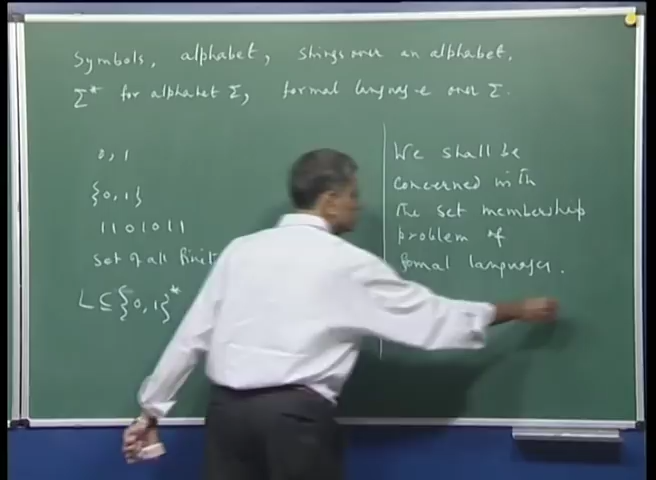 Symbols, alphabet, strings over an alphabet,
Σ* for alphabet Σ, formal language over Σ.
0, 1
{0, 1}
1101011
set of all finit
L ⊆ {0, 1}*
We shall be
concerned with
the set membership
problem of
formal languages.